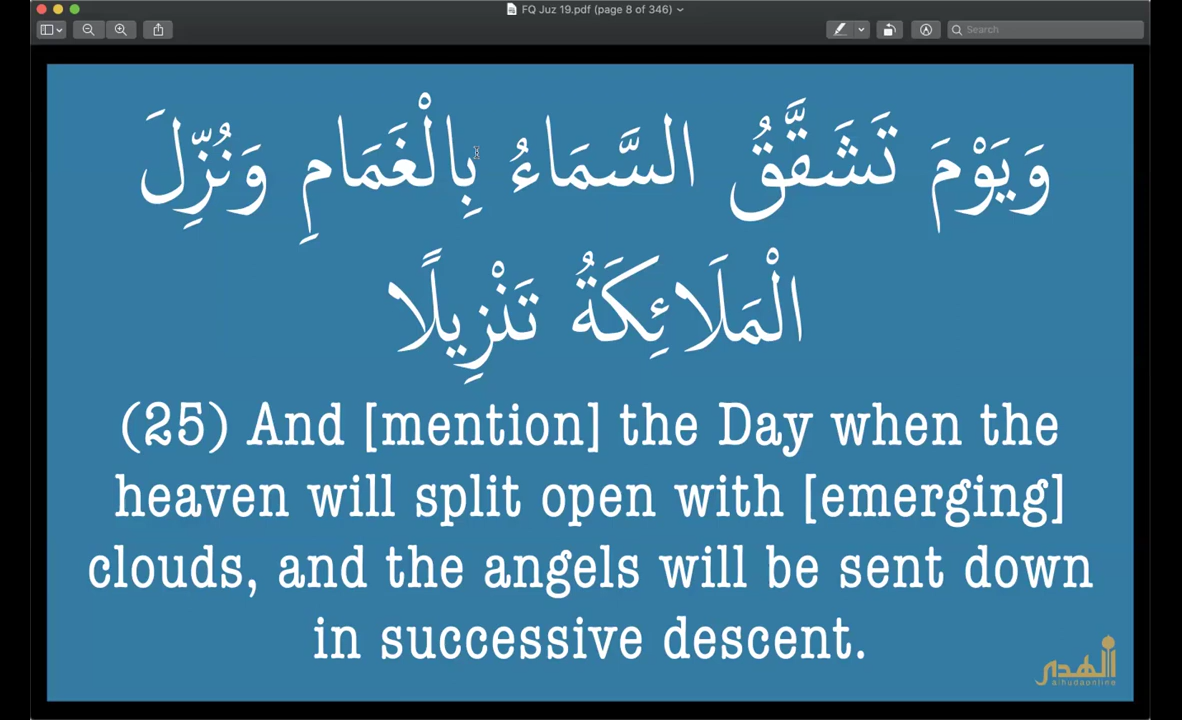 FQ Juz 19.pdf (page 8 of 346)
Search
وَيَوْمَ تَشَقَّقُ السَّمَاءُ بِالْغَمَامِ وَنُزِّلَ
الْمَلَائِكَةُ تَنْزِيلًا
(25) And [mention] the Day when the
heaven will split open with [emerging]
clouds, and the angels will be sent down
in successive descent.
الهدى
alhudaponline